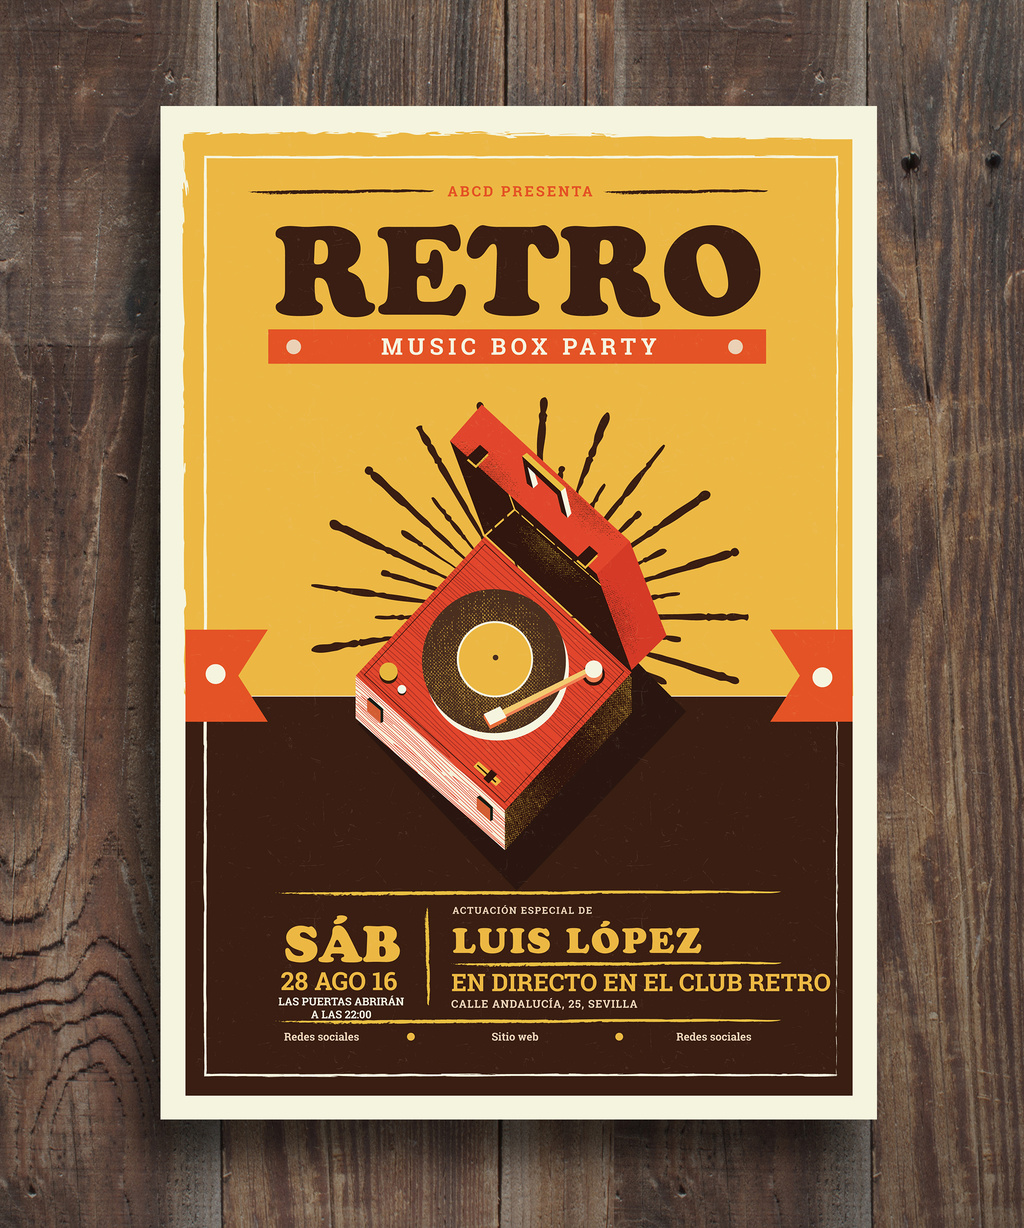 ABCD PRESENTA
RETRO
MUSIC BOX PARTY
SÁB
28 AGO 16
LAS PUERTAS ABRIRÁN
A LAS 22:00
ACTUACIÓN ESPECIAL DE
LUIS LÓPEZ
EN DIRECTO EN EL CLUB RETRO
CALLE ANDALUCÍA, 25, SEVILLA
Redes sociales
Sitio web
Redes sociales